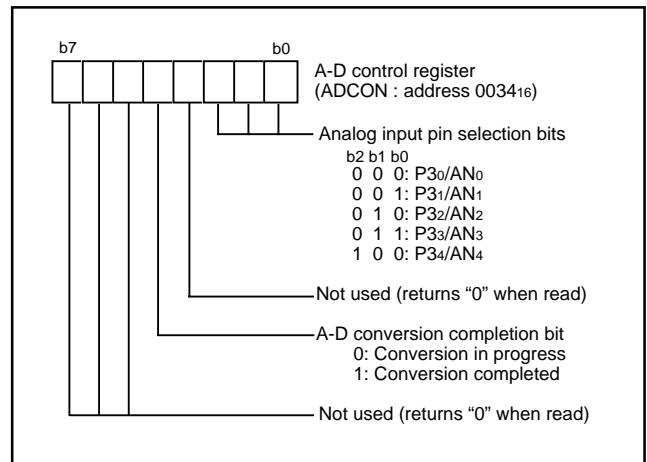 b7 b0
A-D control register
(ADCON : address 0034₁₆)
Analog input pin selection bits
b2 b1 b0
0 0 0: P3₀/AN₀
0 0 1: P3₁/AN₁
0 1 0: P3₂/AN₂
0 1 1: P3₃/AN₃
1 0 0: P3₄/AN₄
Not used (returns “0” when read)
A-D conversion completion bit
0: Conversion in progress
1: Conversion completed
Not used (returns “0” when read)